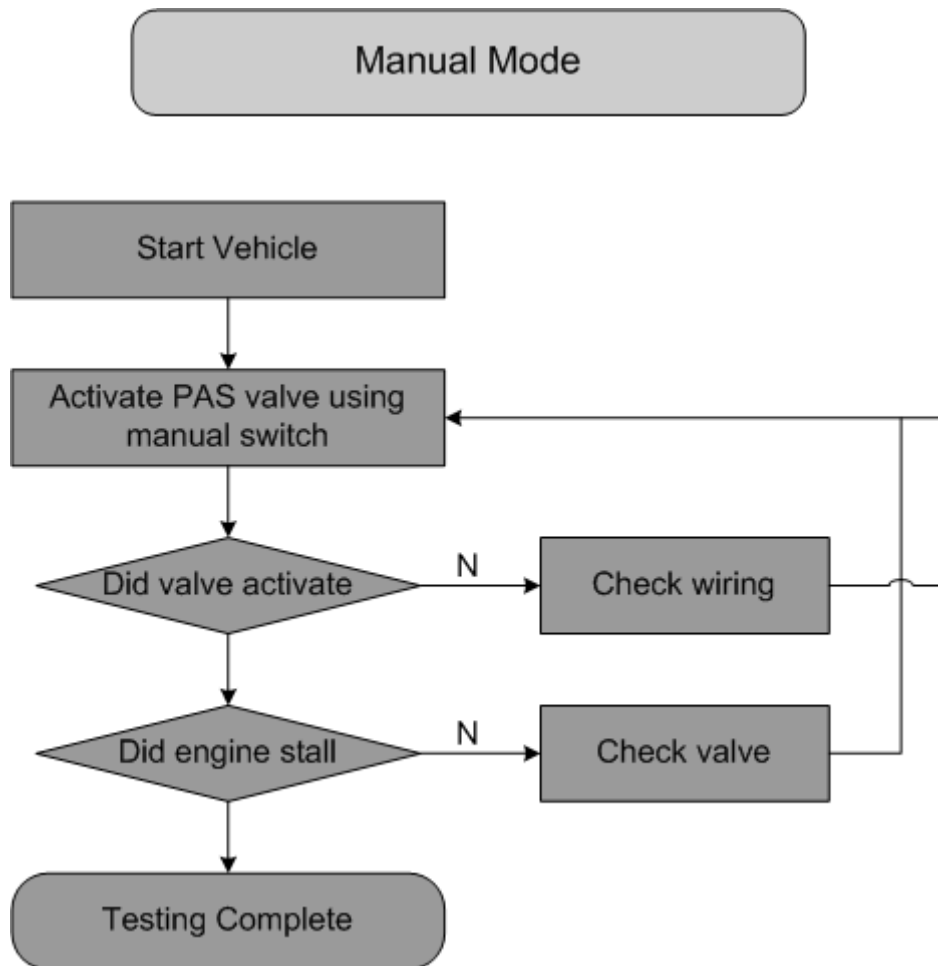 Manual Mode
Start Vehicle
Activate PAS valve using
manual switch
Did valve activate
N
Check wiring
Did engine stall
N
Check valve
Testing Complete